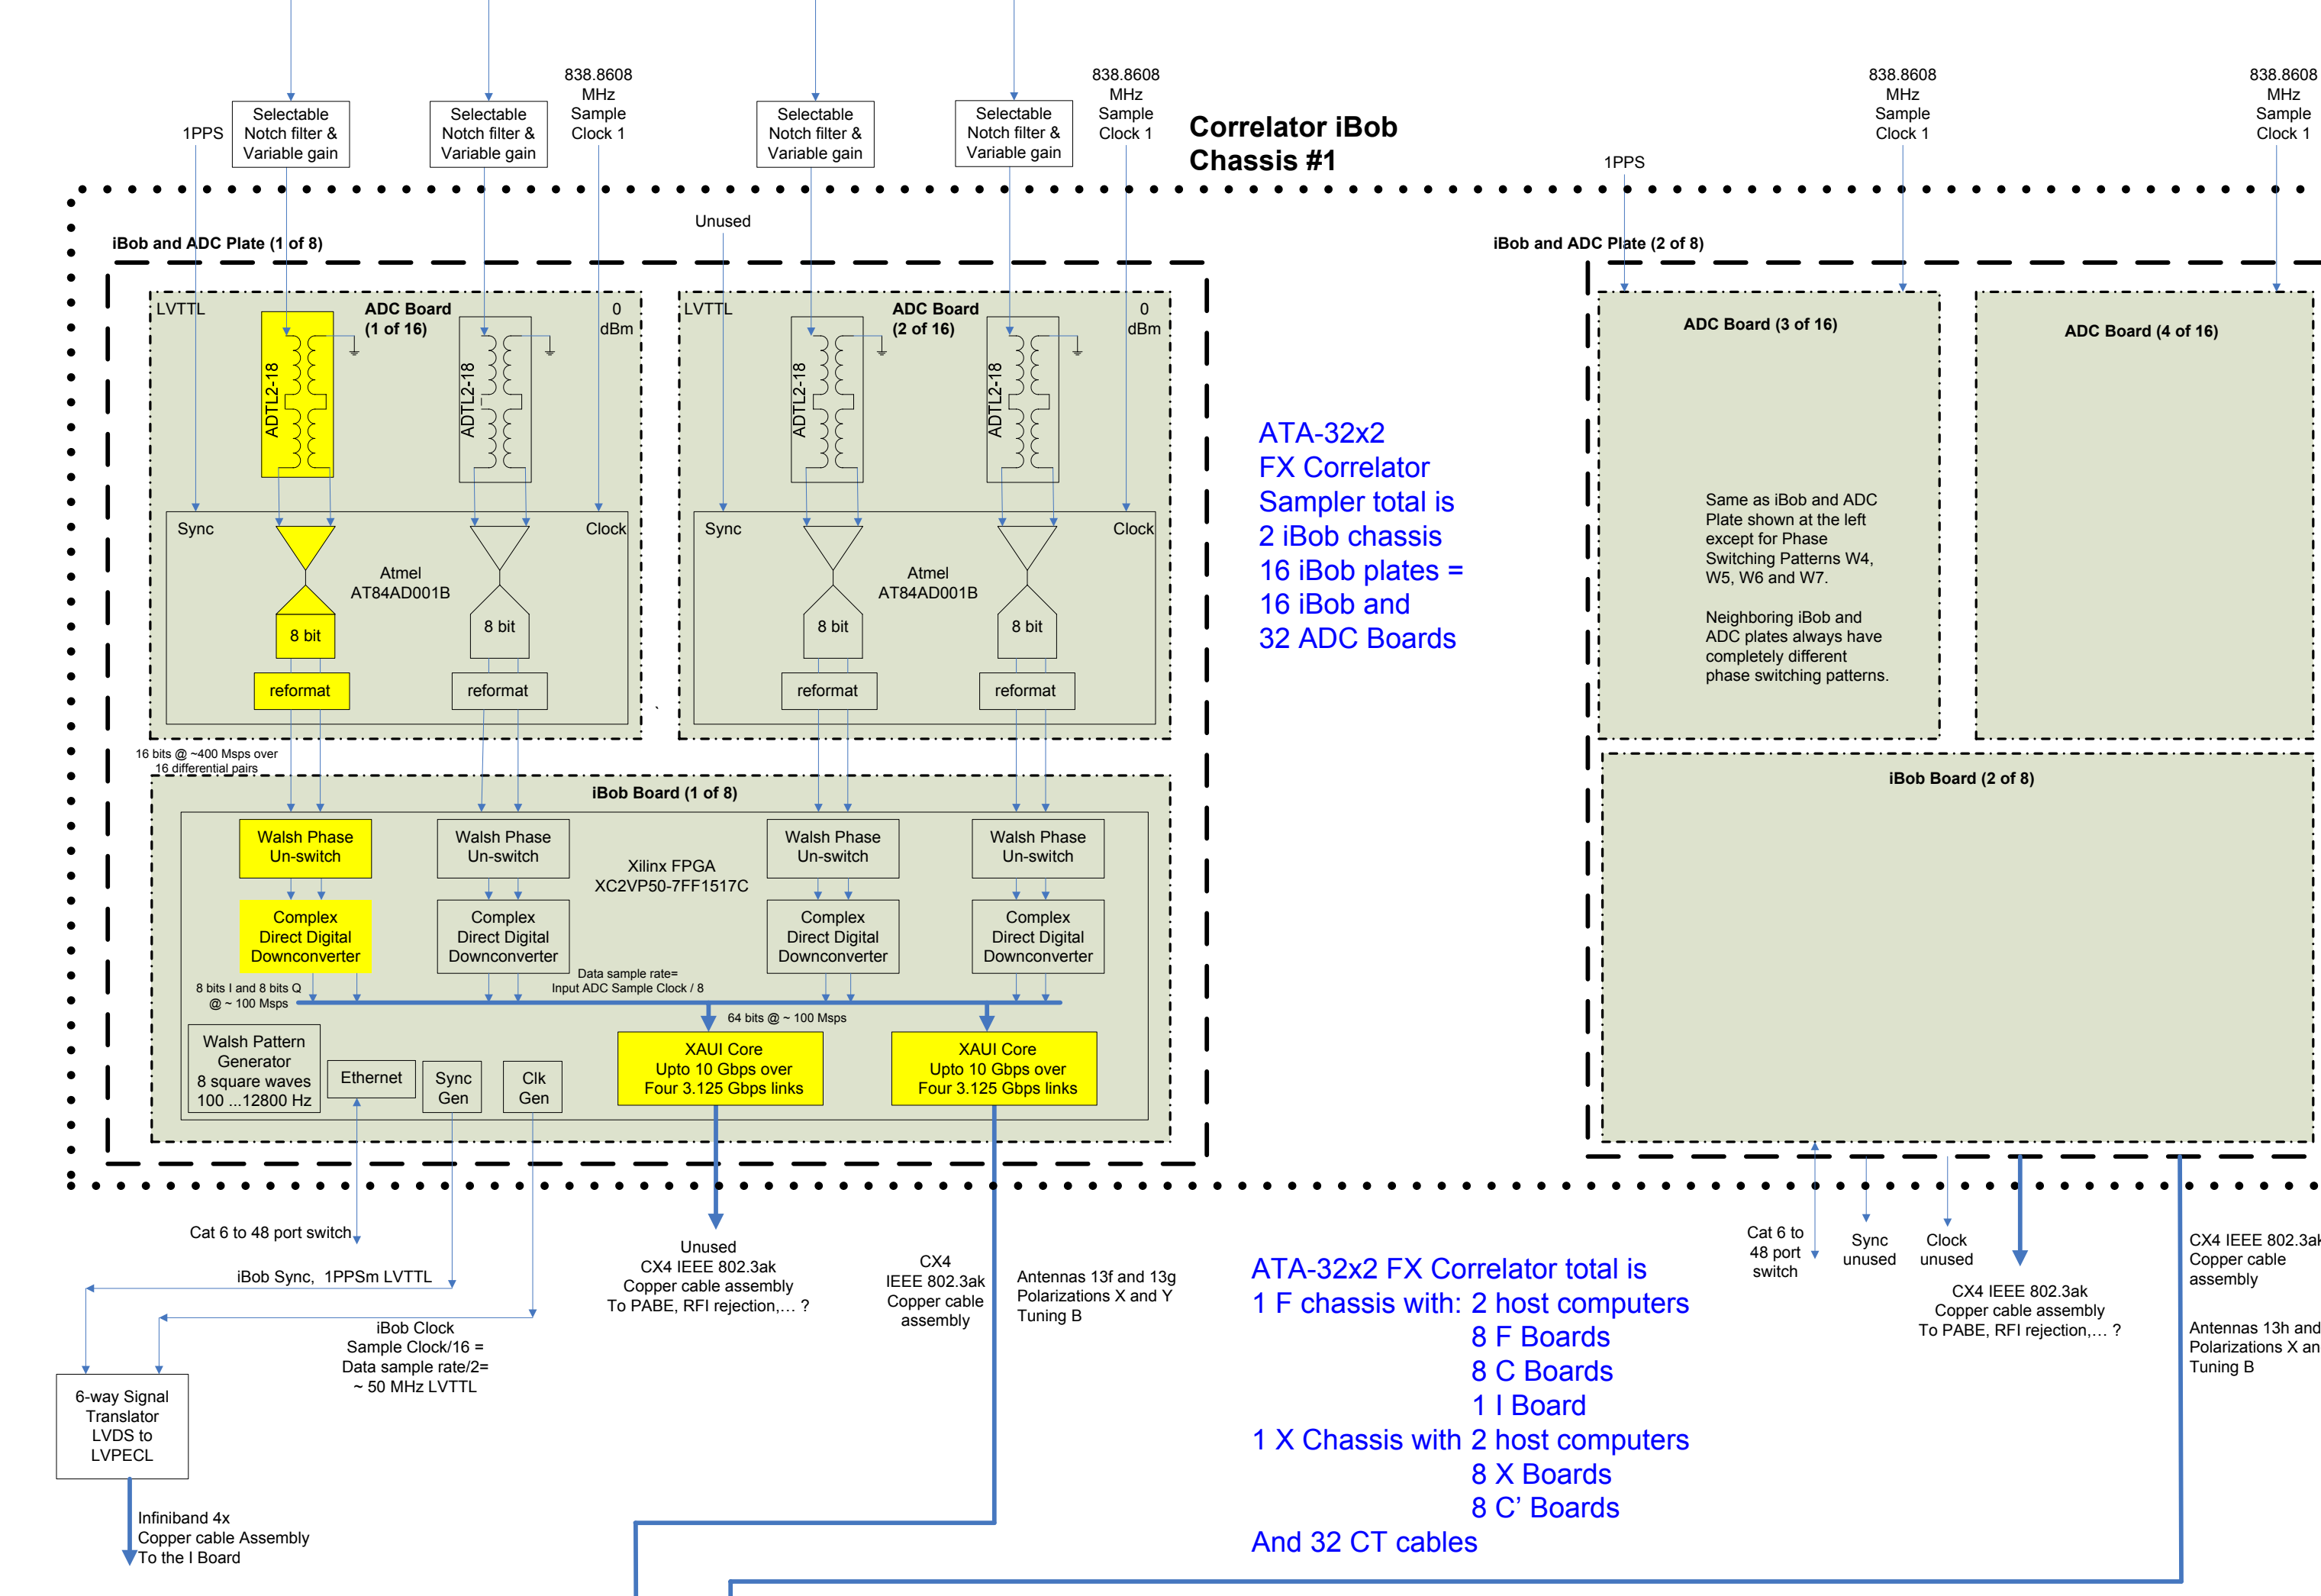 838.8608
MHz
Sample
Clock 1
838.8608
MHz
Sample
Clock 1
838.8608
MHz
Sample
Clock 1
838.8608
MHz
Sample
Clock 1
1PPS
Selectable
Notch filter &
Variable gain
Selectable
Notch filter &
Variable gain
Selectable
Notch filter &
Variable gain
Selectable
Notch filter &
Variable gain
Correlator iBob
Chassis #1
1PPS
Unused
iBob and ADC Plate (1 of 8)
iBob and ADC Plate (2 of 8)
LVTTL
ADC Board
(1 of 16)
0
dBm
LVTTL
ADC Board
(2 of 16)
0
dBm
ADC Board (3 of 16)
ADC Board (4 of 16)
ADTL2-18
ADTL2-18
ADTL2-18
ADTL2-18
ATA-32x2
FX Correlator
Sampler total is
2 iBob chassis
16 iBob plates =
16 iBob and
32 ADC Boards
Same as iBob and ADC
Plate shown at the left
except for Phase
Switching Patterns W4,
W5, W6 and W7.
Neighboring iBob and
ADC plates always have
completely different
phase switching patterns.
Sync
Clock
Atmel
AT84AD001B
8 bit
8 bit
reformat
reformat
Sync
Clock
Atmel
AT84AD001B
8 bit
8 bit
reformat
reformat
16 bits @ ~400 Msps over
16 differential pairs
iBob Board (1 of 8)
iBob Board (2 of 8)
Walsh Phase
Un-switch
Walsh Phase
Un-switch
Xilinx FPGA
XC2VP50-7FF1517C
Walsh Phase
Un-switch
Walsh Phase
Un-switch
Complex
Direct Digital
Downconverter
Complex
Direct Digital
Downconverter
Complex
Direct Digital
Downconverter
Complex
Direct Digital
Downconverter
8 bits I and 8 bits Q
@ ~ 100 Msps
Data sample rate=
Input ADC Sample Clock / 8
64 bits @ ~ 100 Msps
Walsh Pattern
Generator
8 square waves
100 ...12800 Hz
Ethernet
Sync
Gen
Clk
Gen
XAUI Core
Upto 10 Gbps over
Four 3.125 Gbps links
XAUI Core
Upto 10 Gbps over
Four 3.125 Gbps links
Cat 6 to 48 port switch
iBob Sync, 1PPSm LVTTL
iBob Clock
Sample Clock/16 =
Data sample rate/2=
~ 50 MHz LVTTL
6-way Signal
Translator
LVDS to
LVPECL
Infiniband 4x
Copper cable Assembly
To the I Board
Unused
CX4 IEEE 802.3ak
Copper cable assembly
To PABE, RFI rejection,... ?
CX4
IEEE 802.3ak
Copper cable
assembly
Antennas 13f and 13g
Polarizations X and Y
Tuning B
ATA-32x2 FX Correlator total is
1 F chassis with: 2 host computers
8 F Boards
8 C Boards
1 I Board
1 X Chassis with 2 host computers
8 X Boards
8 C’ Boards
And 32 CT cables
Cat 6 to
48 port
switch
Sync
unused
Clock
unused
CX4 IEEE 802.3ak
Copper cable assembly
To PABE, RFI rejection,... ?
CX4 IEEE 802.3ak
Copper cable
assembly
Antennas 13h and
Polarizations X an
Tuning B